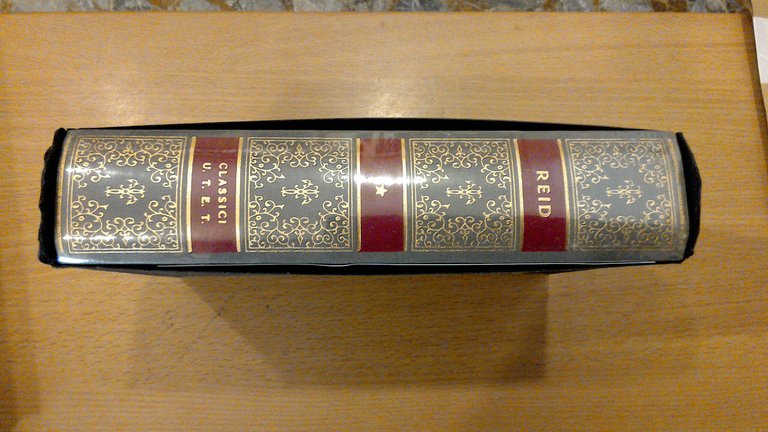 REID
CLASSICI
U. T. E. T.